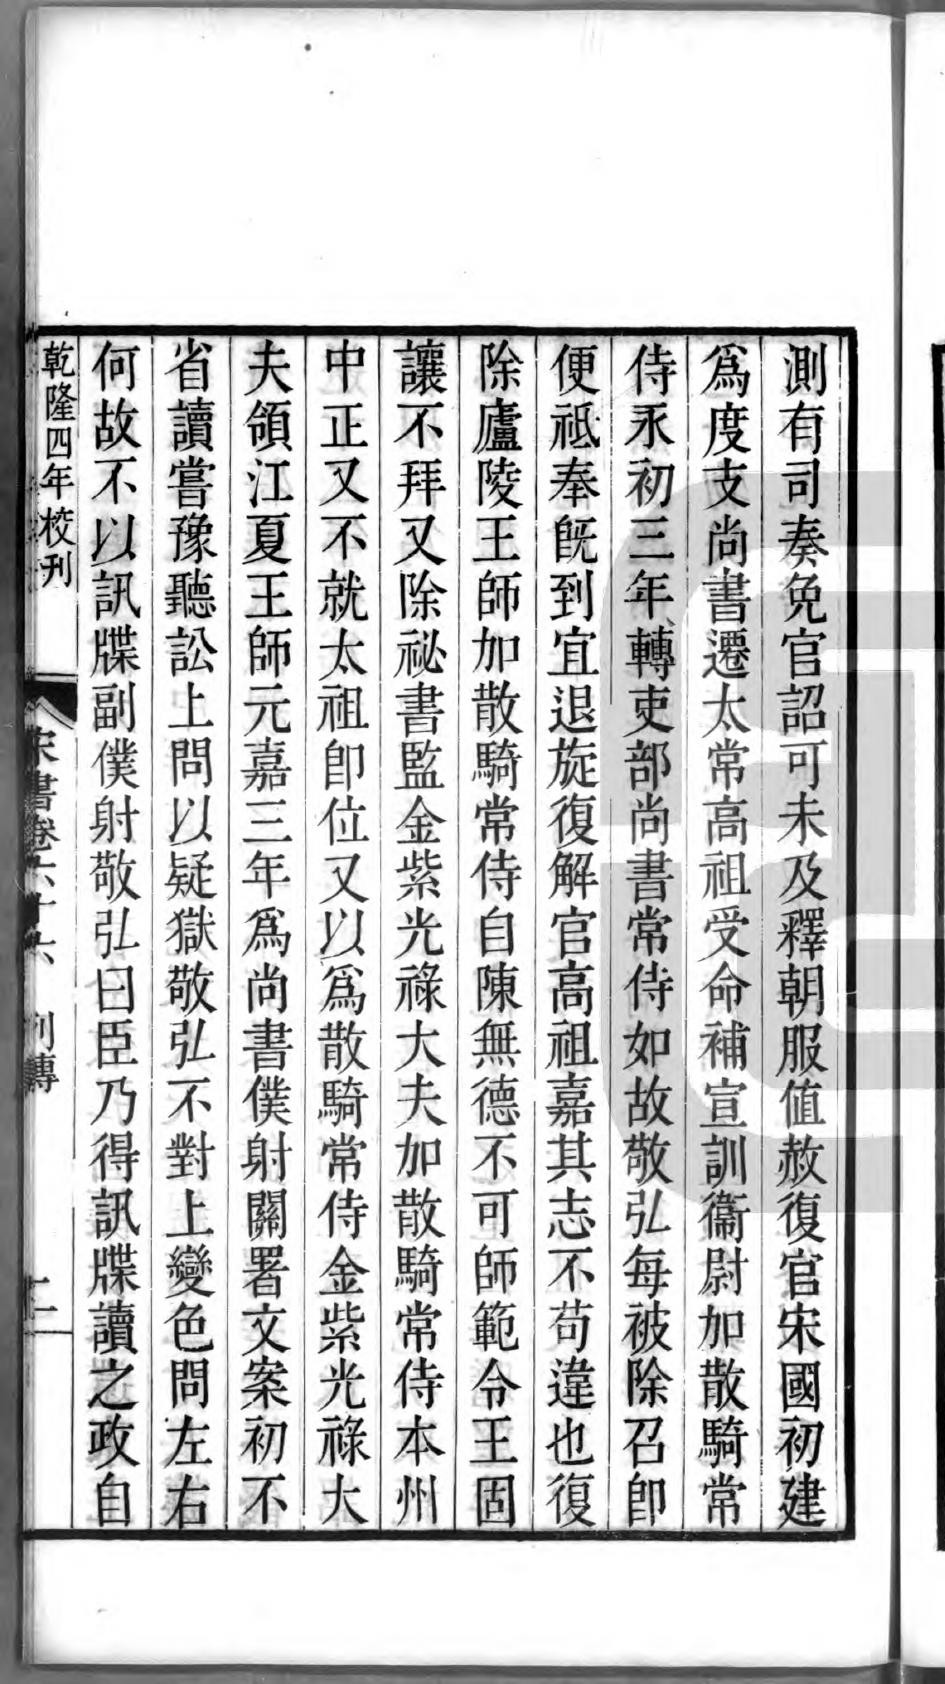 測有司奏免官詔可未及釋朝服值赦復官宋國初建
爲度支尚書遷太常高祖受命補宣訓衞尉加散騎常
侍永初三年轉吏部尚書常侍如故敬弘每被除召卽
便祗奉旣到宜退旋復解官高祖嘉其志不苟違也復
除廬陵王師加散騎常侍自陳無德不可師範令王固
讓不拜又除祕書監金紫光祿大夫加散騎常侍本州
中正又不就太祖卽位又以爲散騎常侍金紫光祿大
夫領江夏王師元嘉三年爲尚書僕射關署文案初不
省讀嘗豫聽訟上問以疑獄敬弘不對上變色問左右
何故不以訊牒副僕射敬弘曰臣乃得訊牒讀之政自
乾隆四年校刊
宋書卷六十六 列傳